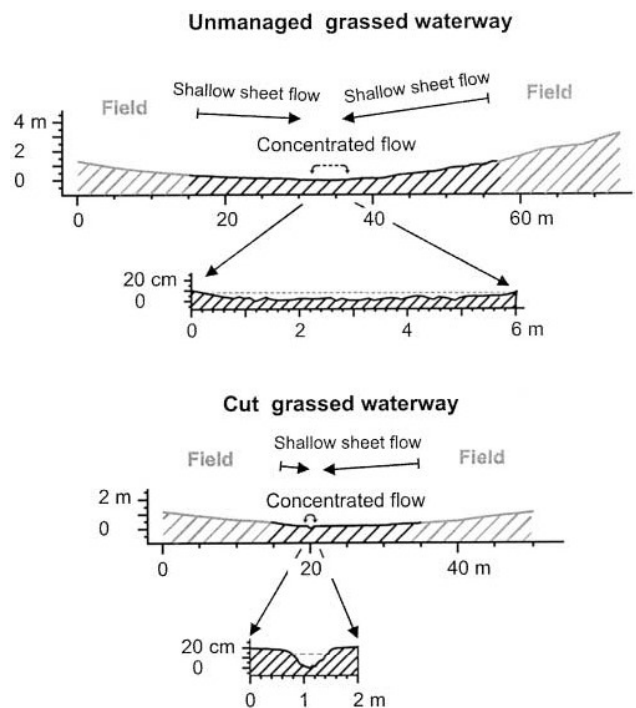 Unmanaged grassed waterway
Field
Shallow sheet flow
Shallow sheet flow
Field
Concentrated flow
4 m
2
0
0
20
40
60 m
20 cm
0
0
2
4
6 m
Cut grassed waterway
Field
Shallow sheet flow
Field
Concentrated flow
2 m
0
0
20
40 m
20 cm
0
0
1
2 m